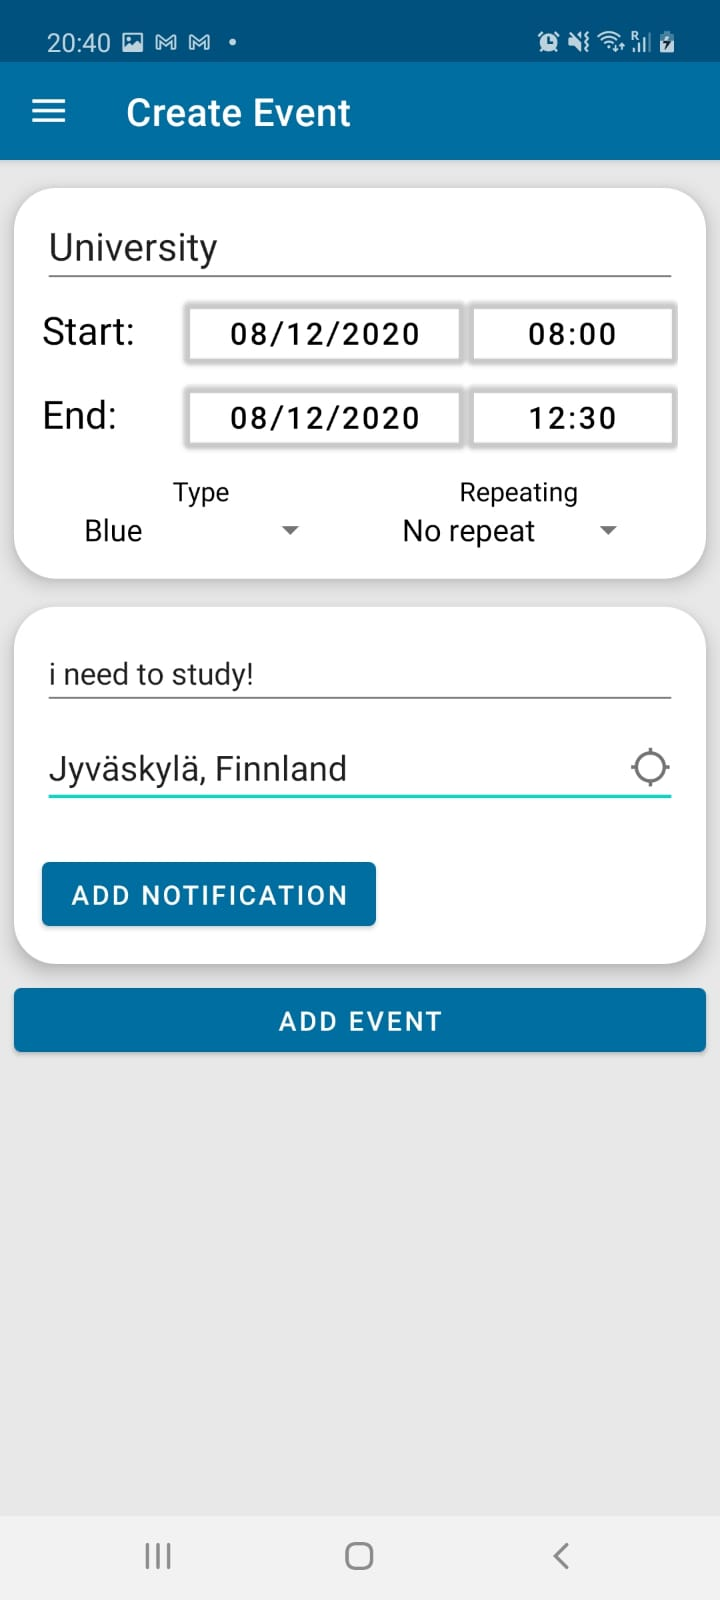 20:40
Create Event
University
Start: 08/12/2020 08:00
End: 08/12/2020 12:30
Type Repeating
Blue No repeat
i need to study!
Jyväskylä, Finnland
ADD NOTIFICATION
ADD EVENT